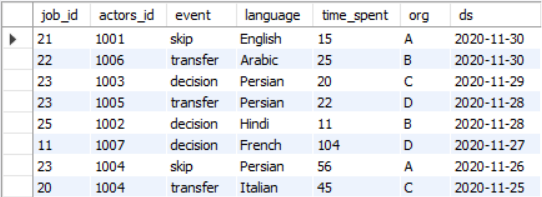 job_id actors_id event language time_spent org ds
21 1001 skip English 15 A 2020-11-30
22 1006 transfer Arabic 25 B 2020-11-30
23 1003 decision Persian 20 C 2020-11-29
23 1005 transfer Persian 22 D 2020-11-28
25 1002 decision Hindi 11 B 2020-11-28
11 1007 decision French 104 D 2020-11-27
23 1004 skip Persian 56 A 2020-11-26
20 1004 transfer Italian 45 C 2020-11-25